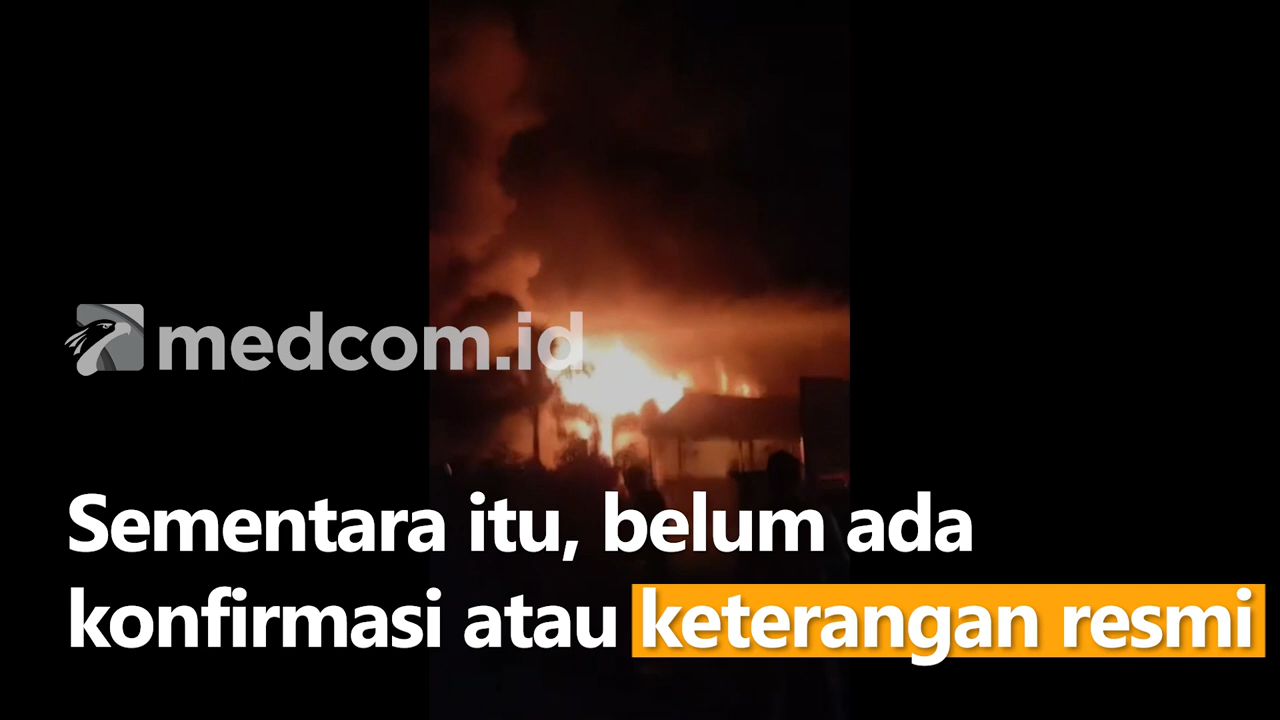 medcom.id
Sementara itu, belum ada
konfirmasi atau keterangan resmi